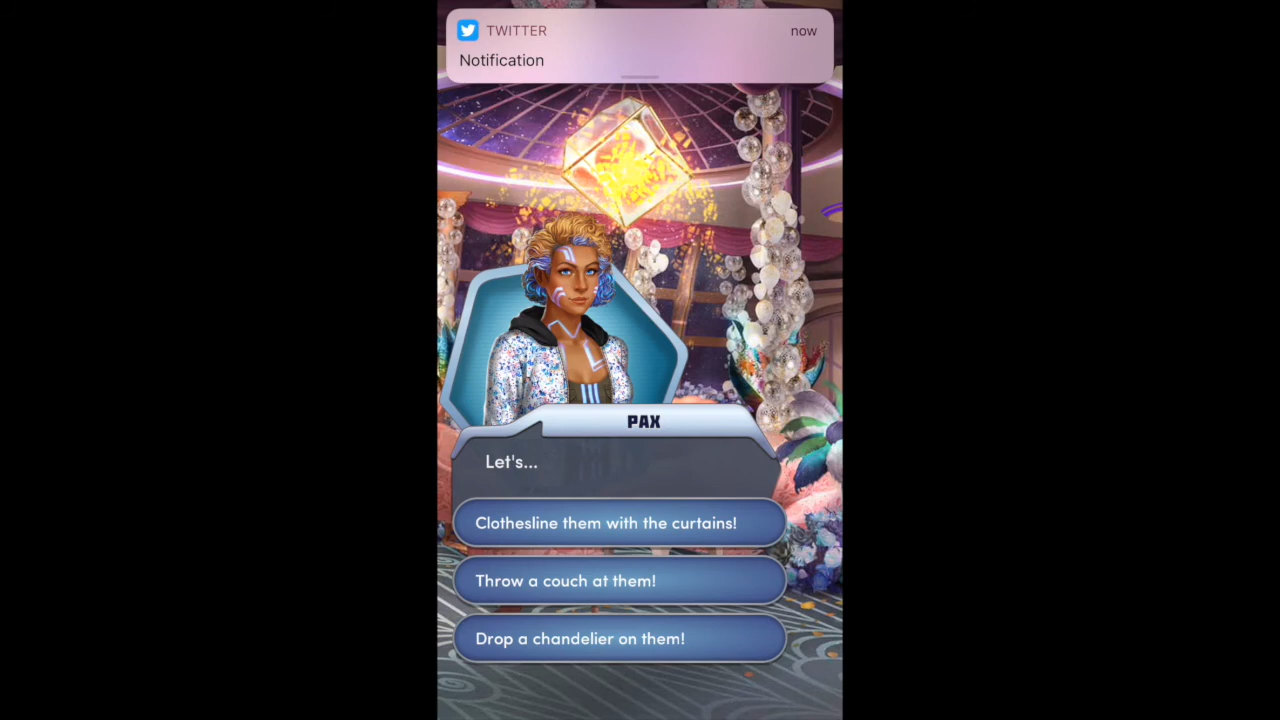 TWITTER
now
Notification
PAX
Let's...
Clothesline them with the curtains!
Throw a couch at them!
Drop a chandelier on them!